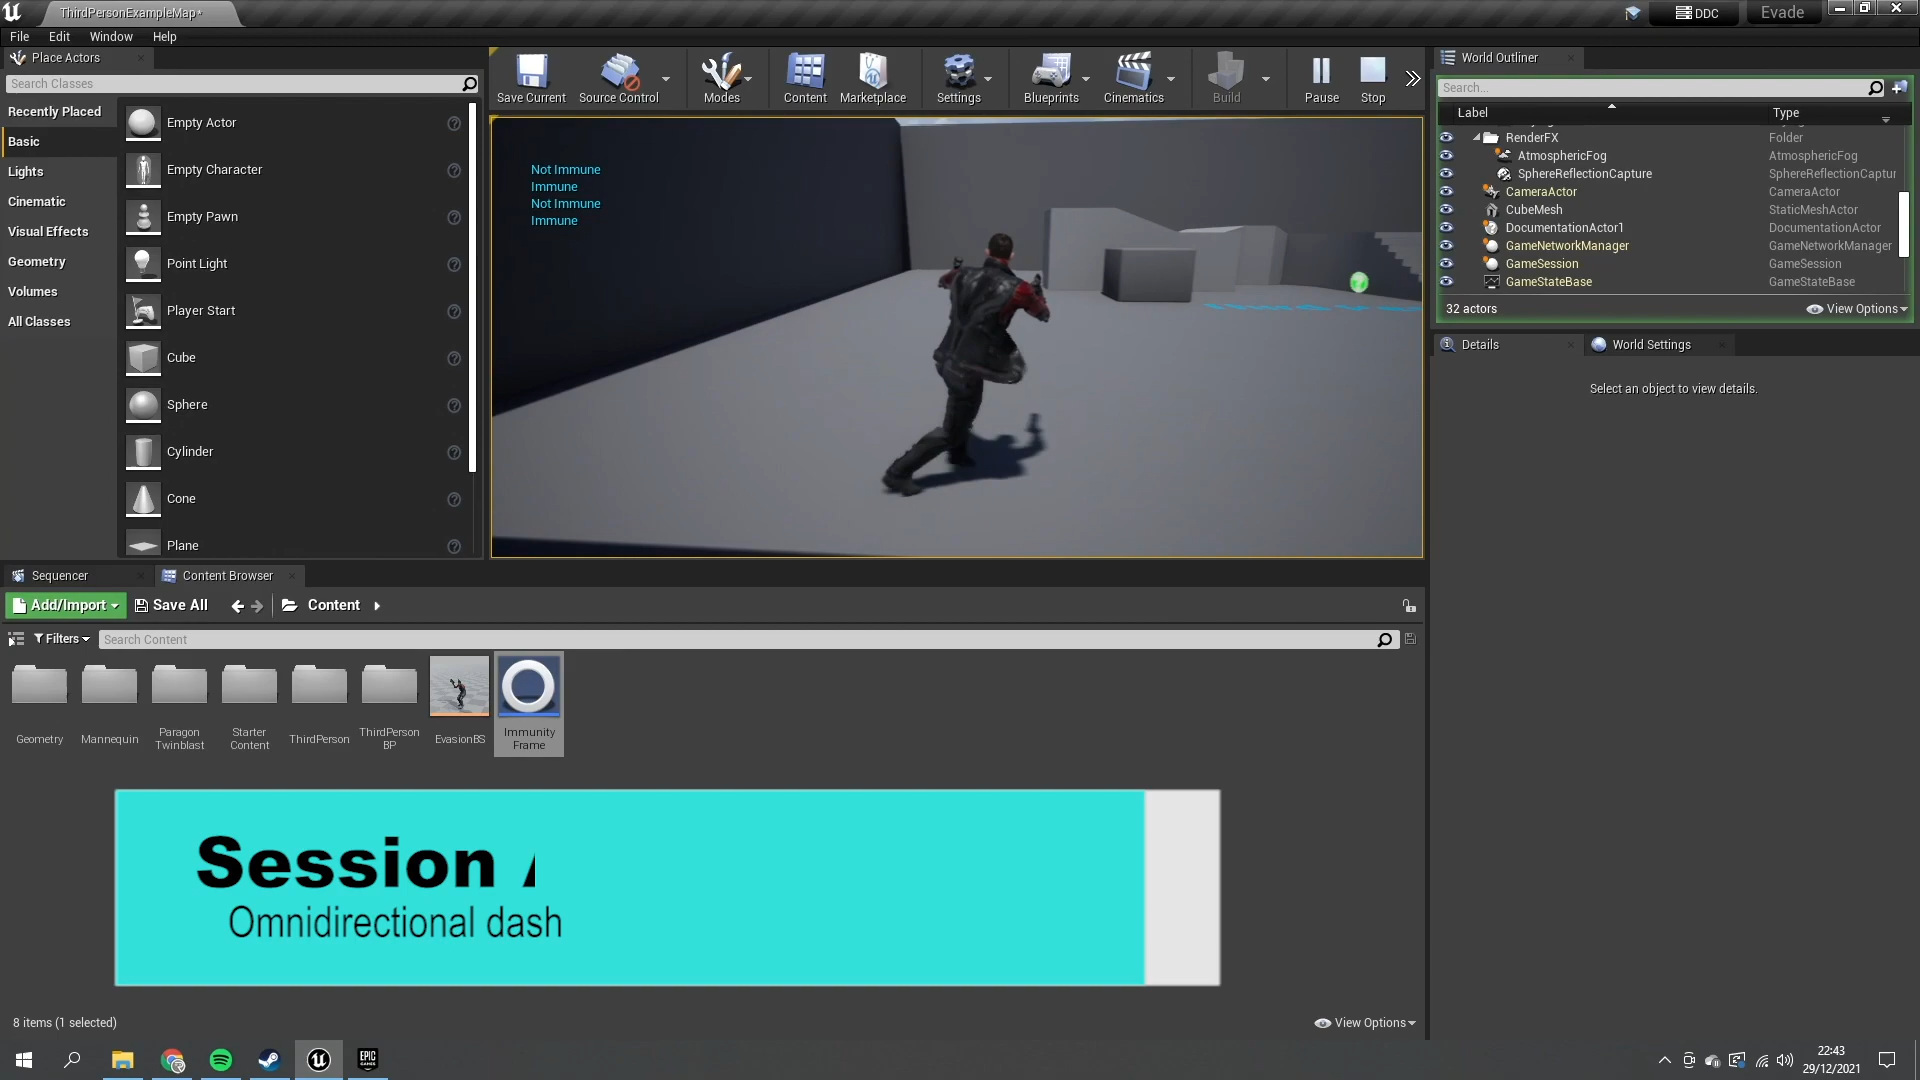 ThirdPersonExampleMap*
DDC
Evade
File Edit Window Help
Place Actors
Search Classes
Recently Placed
Basic
Lights
Cinematic
Visual Effects
Geometry
Volumes
All Classes
Empty Actor
Empty Character
Empty Pawn
Point Light
Player Start
Cube
Sphere
Cylinder
Cone
Plane
Save Current
Source Control
Modes
Content
Marketplace
Settings
Blueprints
Cinematics
Build
Pause
Stop
Not Immune
Immune
Not Immune
Immune
World Outliner
Search...
Label Type
RenderFX Folder
AtmosphericFog AtmosphericFog
SphereReflectionCapture SphereReflectionCaptur
CameraActor CameraActor
CubeMesh StaticMeshActor
DocumentationActor1 DocumentationActor
GameNetworkManager GameNetworkManager
GameSession GameSession
GameStateBase GameStateBase
32 actors
View Options
Details
World Settings
Select an object to view details.
Sequencer
Content Browser
Add/Import
Save All
Content
Filters
Search Content
Geometry
Mannequin
Paragon
Twinblast
Starter
Content
ThirdPerson
ThirdPerson
BP
EvasionBS
Immunity
Frame
Session
Omnidirectional dash
8 items (1 selected)
View Options
EPIC
GAMES
22:43
29/12/2021